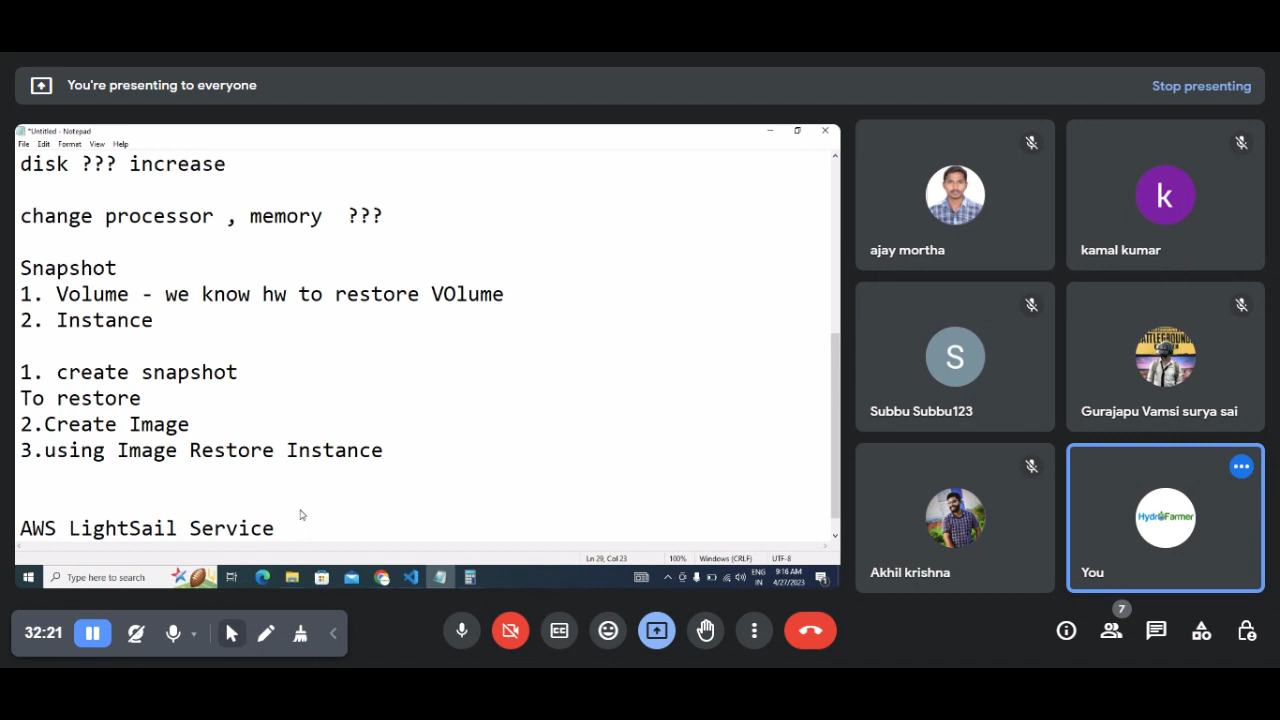 You're presenting to everyone
Stop presenting
*Untitled - Notepad
File Edit Format View Help
disk ??? increase
change processor , memory ???
Snapshot
1. Volume - we know hw to restore VOlume
2. Instance
1. create snapshot
To restore
2.Create Image
3.using Image Restore Instance
AWS LightSail Service
Ln 29, Col 23
100%
Windows (CRLF)
UTF-8
Type here to search
ENG
IN
9:16 AM
4/27/2023
ajay mortha
k
kamal kumar
S
Subbu Subbu123
BATTLEGROUNDS
Gurajapu Vamsi surya sai
Akhil krishna
HydroFarmer
You
32:21
CC
7